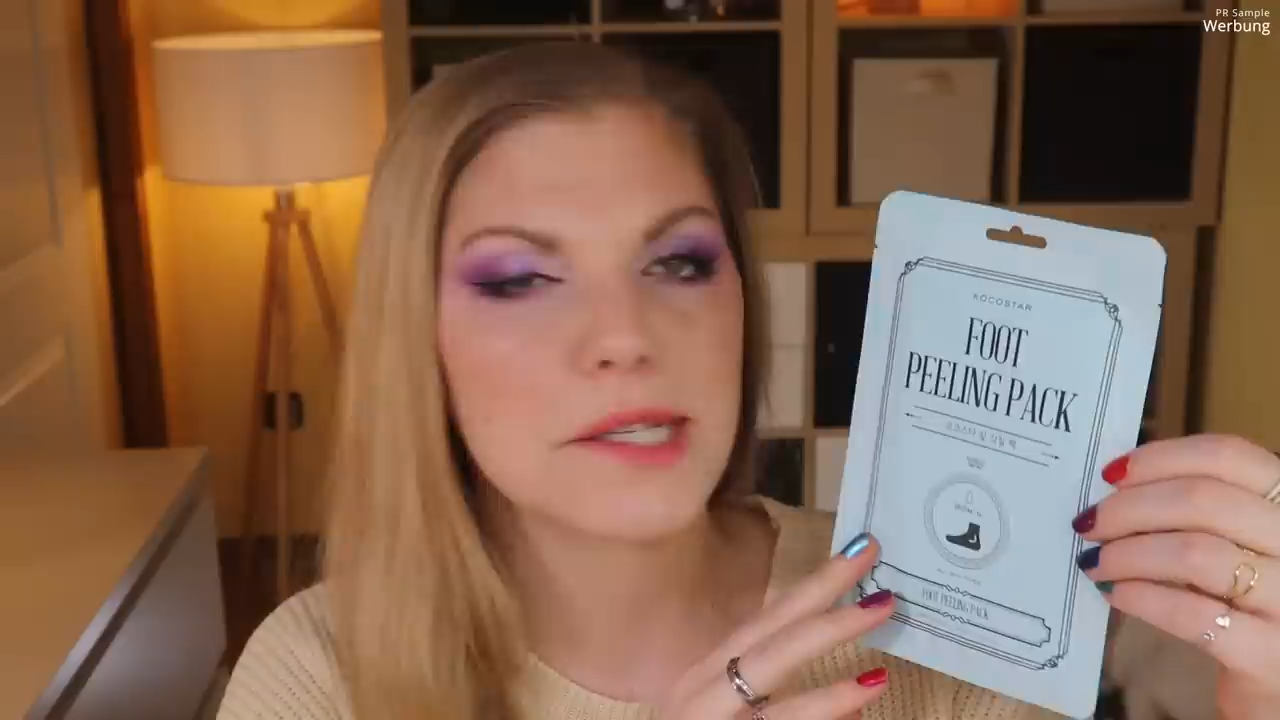 PR Sample
Werbung
KOCOSTAR
FOOT
PEELING PACK
FOOT PEELING PACK